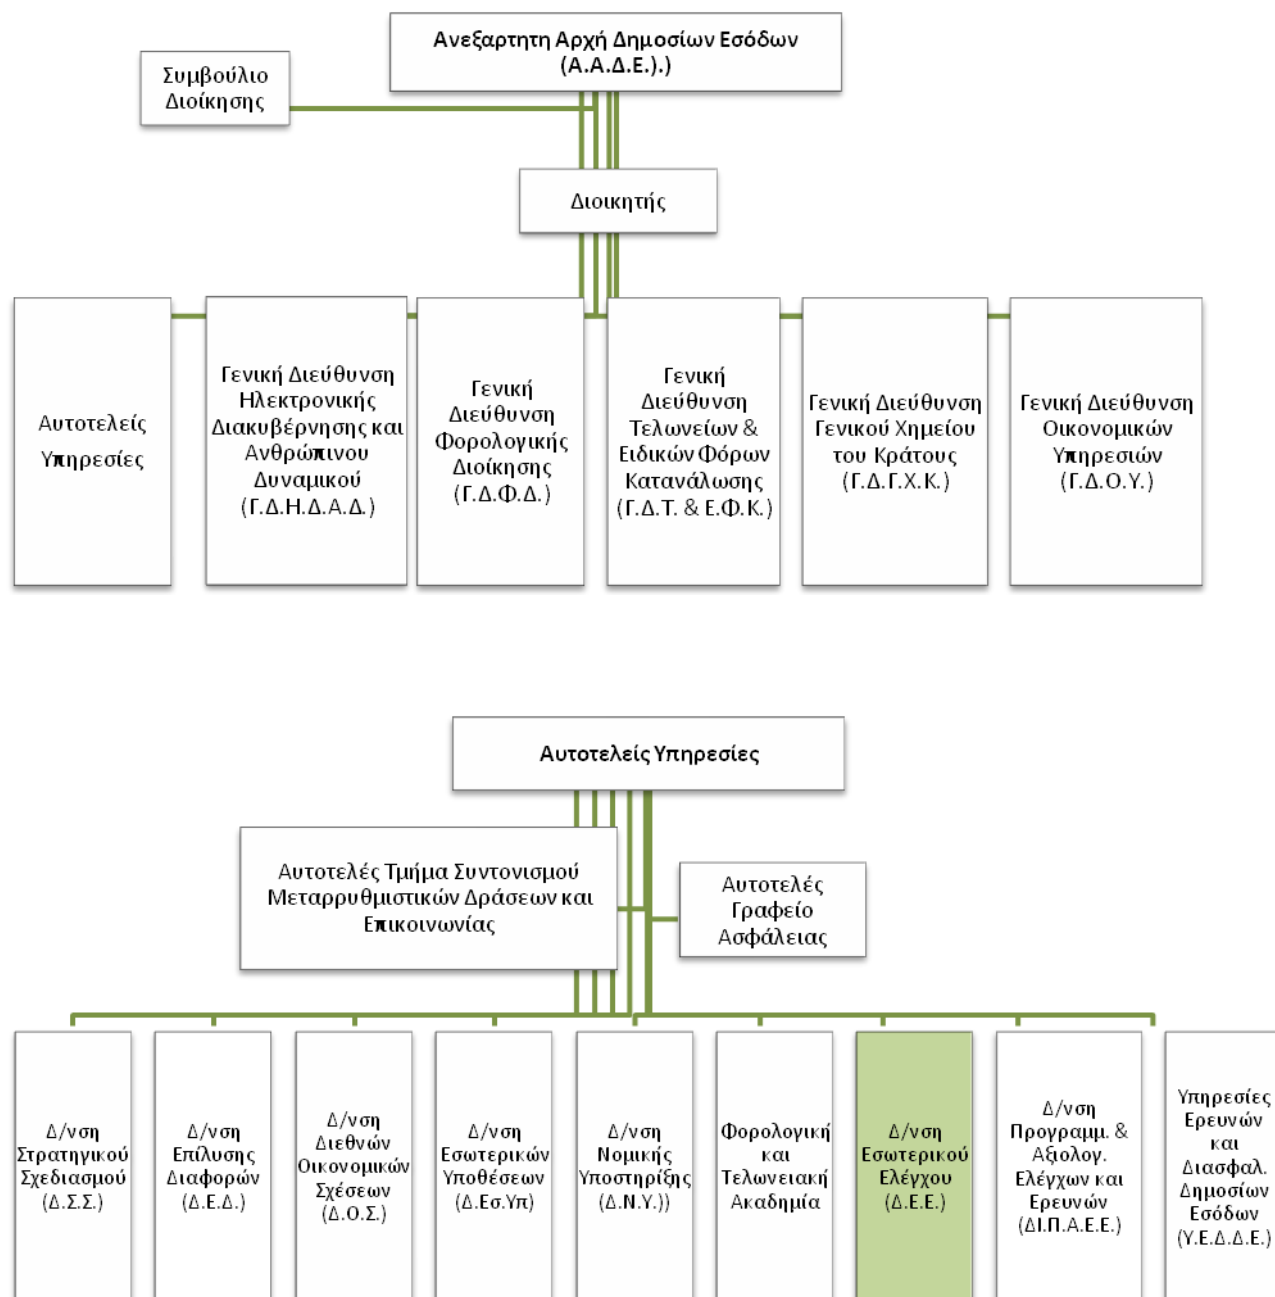 Ανεξαρτητη Αρχή Δημοσίων Εσόδων
(Α.Α.Δ.Ε.).)
Συμβούλιο
Διοίκησης
Διοικητής
Αυτοτελείς
Υπηρεσίες
Γενική Διεύθυνση
Ηλεκτρονικής
Διακυβέρνησης και
Ανθρώπινου
Δυναμικού
(Γ.Δ.Η.Δ.Α.Δ.)
Γενική
Διεύθυνση
Φορολογικής
Διοίκησης
(Γ.Δ.Φ.Δ.)
Γενική
Διεύθυνση
Τελωνείων &
Ειδικών Φόρων
Κατανάλωσης
(Γ.Δ.Τ. & Ε.Φ.Κ.)
Γενική Διεύθυνση
Γενικού Χημείου
του Κράτους
(Γ.Δ.Γ.Χ.Κ.)
Γενική Διεύθυνση
Οικονομικών
Υπηρεσιών
(Γ.Δ.Ο.Υ.)
Αυτοτελείς Υπηρεσίες
Αυτοτελές Τμήμα Συντονισμού
Μεταρρυθμιστικών Δράσεων και
Επικοινωνίας
Αυτοτελές
Γραφείο
Ασφάλειας
Δ/νση
Στρατηγικού
Σχεδιασμού
(Δ.Σ.Σ.)
Δ/νση
Επίλυσης
Διαφορών
(Δ.Ε.Δ.)
Δ/νση
Διεθνών
Οικονομικών
Σχέσεων
(Δ.Ο.Σ.)
Δ/νση
Εσωτερικών
Υποθέσεων
(Δ.Εσ.Υπ)
Δ/νση
Νομικής
Υποστηρίξης
(Δ.Ν.Υ.))
Φορολογική
και
Τελωνειακή
Ακαδημία
Δ/νση
Εσωτερικού
Ελέγχου
(Δ.Ε.Ε.)
Δ/νση
Προγραμμ. &
Αξιολογ.
Ελέγχων και
Ερευνών
(ΔΙ.Π.Α.Ε.Ε.)
Υπηρεσίες
Ερευνών
και
Διασφαλ.
Δημοσίων
Εσόδων
(Υ.Ε.Δ.Δ.Ε.)